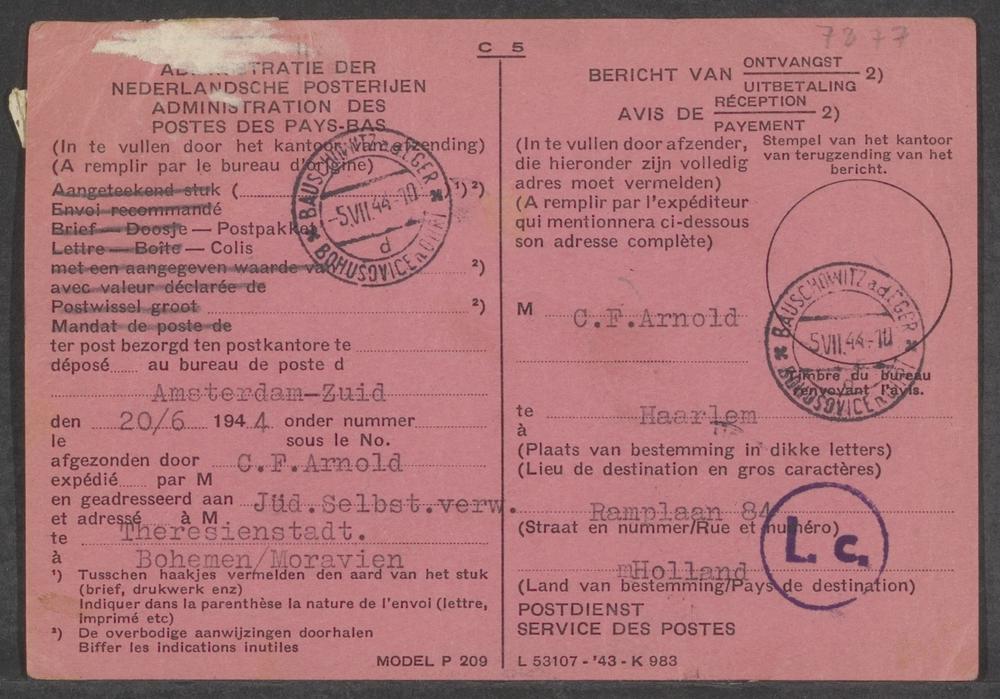 C 5
7377
ADMINISTRATIE DER
NEDERLANDSCHE POSTERIJEN
ADMINISTRATION DES
POSTES DES PAYS-BAS
(In te vullen door het kantoor van afzending)
(A remplir par le bureau d'origine)
Aangeteekend stuk ( ¹) ²)
Envoi recommandé
Brief — Doosje — Postpakket
Lettre — Boîte — Colis
met een aangegeven waarde van ²)
avec valeur déclarée de
Postwissel groot ²)
Mandat de poste de
ter post bezorgd ten postkantore te
déposé au bureau de poste d
Amsterdam-Zuid
den 20/6 1944 onder nummer
le sous le No.
afgezonden door C.F.Arnold
expédié par M
en geadresseerd aan Jüd.Selbst.verw.
et adressé à M
te Theresienstadt.
à Bohemen/Moravien
¹) Tusschen haakjes vermelden den aard van het stuk
(brief, drukwerk enz)
Indiquer dans la parenthèse la nature de l'envoi (lettre,
imprimé etc)
²) De overbodige aanwijzingen doorhalen
Biffer les indications inutiles
MODEL P 209
BAUSCHOWITZ a.d. EGER
-5.VII.44-10
d
BOHUŠOVICE N. OHŘÍ
BERICHT VAN ONTVANGST 2)
UITBETALING
AVIS DE RÉCEPTION 2)
PAYEMENT
(In te vullen door afzender,
die hieronder zijn volledig
adres moet vermelden)
(A remplir par l'expéditeur
qui mentionnera ci-dessous
son adresse complète)
Stempel van het kantoor
van terugzending van het
bericht.
M C.F.Arnold
BAUSCHOWITZ a.d. EGER
5.VII.44-10
BOHUŠOVICE N. OHŘÍ
Timbre du bureau
renvoyant l'avis.
te Haarlem
à
(Plaats van bestemming in dikke letters)
(Lieu de destination en gros caractères)
Ramplaan 84
(Straat en nummer/Rue et numéro)
L. c.
mHolland
(Land van bestemming/Pays de destination)
POSTDIENST
SERVICE DES POSTES
L 53107 - '43 - K 983